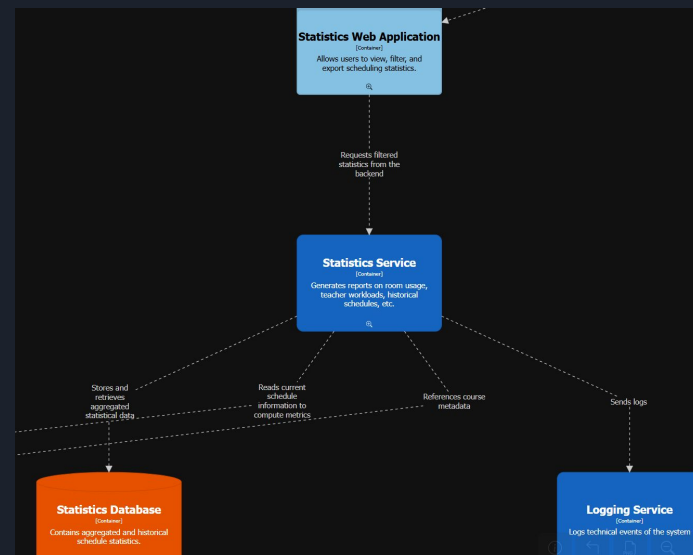 Statistics Web Application
[Container]
Allows users to view, filter, and
export scheduling statistics.
Requests filtered
statistics from the
backend
Statistics Service
[Container]
Generates reports on room usage,
teacher workloads, historical
schedules, etc.
Stores and
retrieves
aggregated
statistical data
Reads current
schedule
information to
compute metrics
References course
metadata
Sends logs
Statistics Database
[Container]
Contains aggregated and historical
schedule statistics.
Logging Service
[Container]
Logs technical events of the system